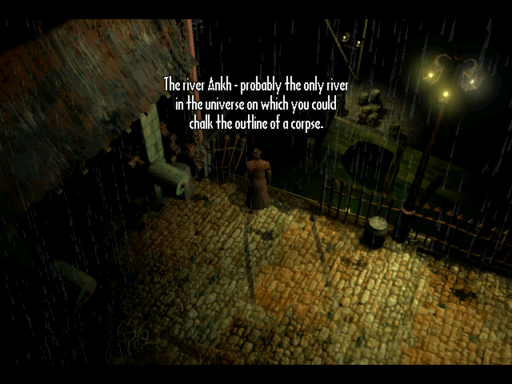 The river Ankh - probably the only river
in the universe on which you could
chalk the outline of a corpse.